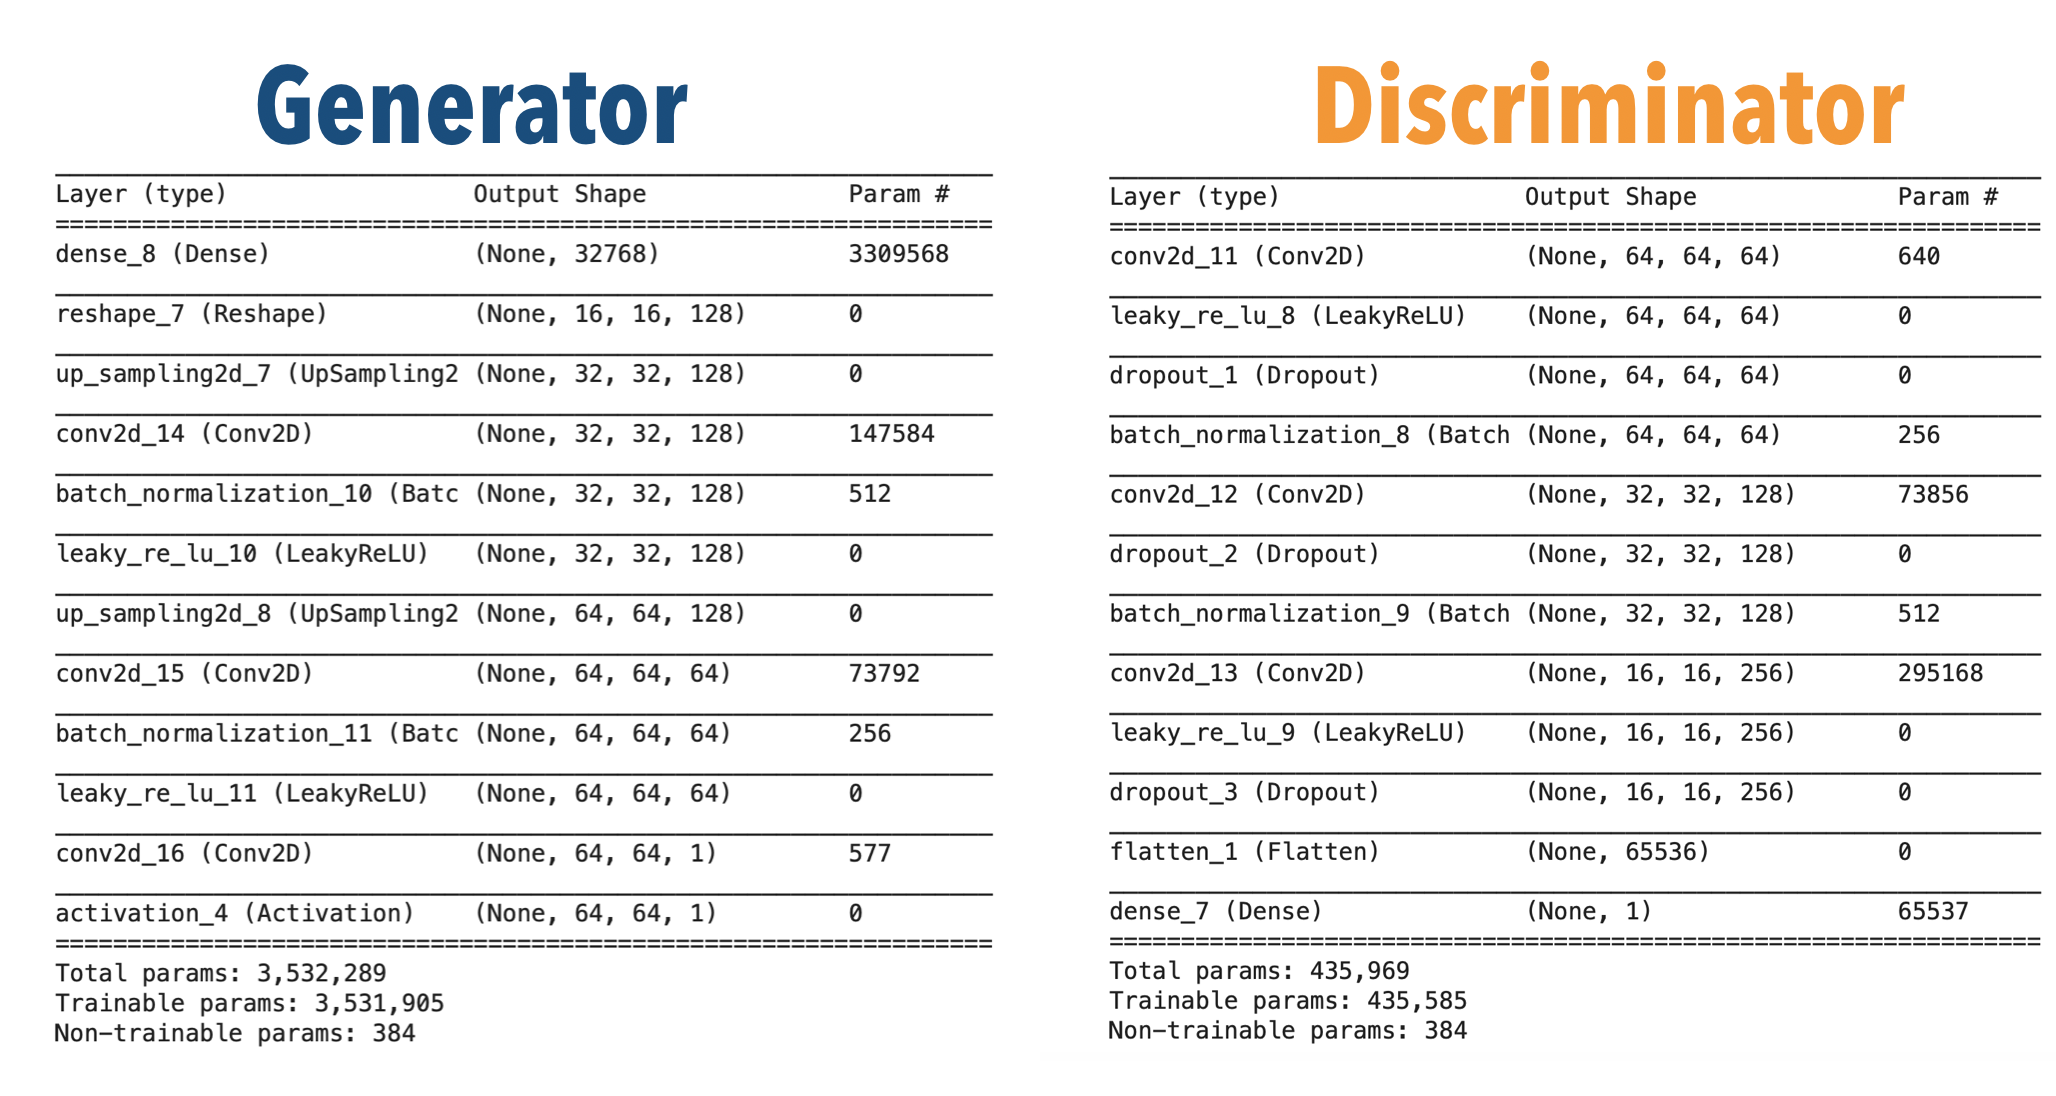 Generator
Layer (type) Output Shape Param #
=================================================================
dense_8 (Dense) (None, 32768) 3309568
reshape_7 (Reshape) (None, 16, 16, 128) 0
up_sampling2d_7 (UpSampling2 (None, 32, 32, 128) 0
conv2d_14 (Conv2D) (None, 32, 32, 128) 147584
batch_normalization_10 (Batc (None, 32, 32, 128) 512
leaky_re_lu_10 (LeakyReLU) (None, 32, 32, 128) 0
up_sampling2d_8 (UpSampling2 (None, 64, 64, 128) 0
conv2d_15 (Conv2D) (None, 64, 64, 64) 73792
batch_normalization_11 (Batc (None, 64, 64, 64) 256
leaky_re_lu_11 (LeakyReLU) (None, 64, 64, 64) 0
conv2d_16 (Conv2D) (None, 64, 64, 1) 577
activation_4 (Activation) (None, 64, 64, 1) 0
=================================================================
Total params: 3,532,289
Trainable params: 3,531,905
Non-trainable params: 384
Discriminator
Layer (type) Output Shape Param #
=================================================================
conv2d_11 (Conv2D) (None, 64, 64, 64) 640
leaky_re_lu_8 (LeakyReLU) (None, 64, 64, 64) 0
dropout_1 (Dropout) (None, 64, 64, 64) 0
batch_normalization_8 (Batch (None, 64, 64, 64) 256
conv2d_12 (Conv2D) (None, 32, 32, 128) 73856
dropout_2 (Dropout) (None, 32, 32, 128) 0
batch_normalization_9 (Batch (None, 32, 32, 128) 512
conv2d_13 (Conv2D) (None, 16, 16, 256) 295168
leaky_re_lu_9 (LeakyReLU) (None, 16, 16, 256) 0
dropout_3 (Dropout) (None, 16, 16, 256) 0
flatten_1 (Flatten) (None, 65536) 0
dense_7 (Dense) (None, 1) 65537
=================================================================
Total params: 435,969
Trainable params: 435,585
Non-trainable params: 384